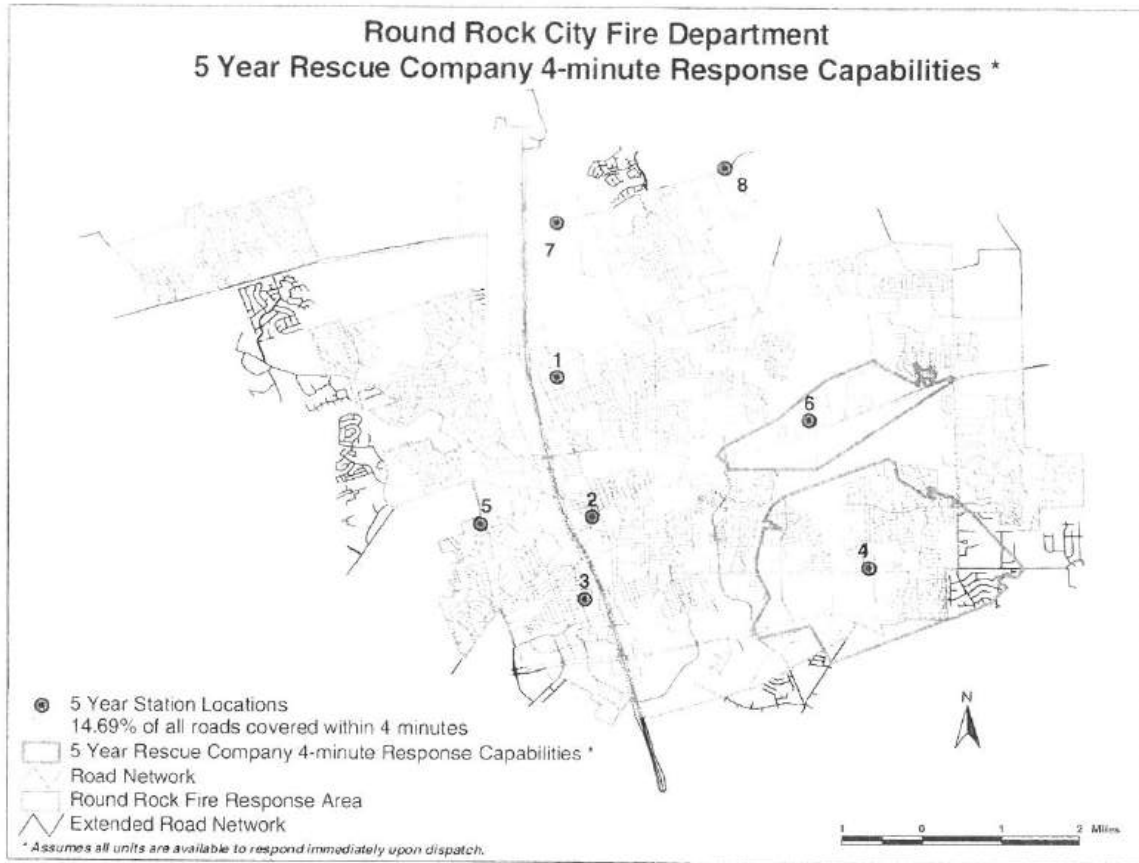 Round Rock City Fire Department
5 Year Rescue Company 4-minute Response Capabilities *
8
7
1
6
5
2
4
3
5 Year Station Locations
14.69% of all roads covered within 4 minutes
5 Year Rescue Company 4-minute Response Capabilities *
Road Network
Round Rock Fire Response Area
Extended Road Network
* Assumes all units are available to respond immediately upon dispatch.
N
1 0 1 2 Miles